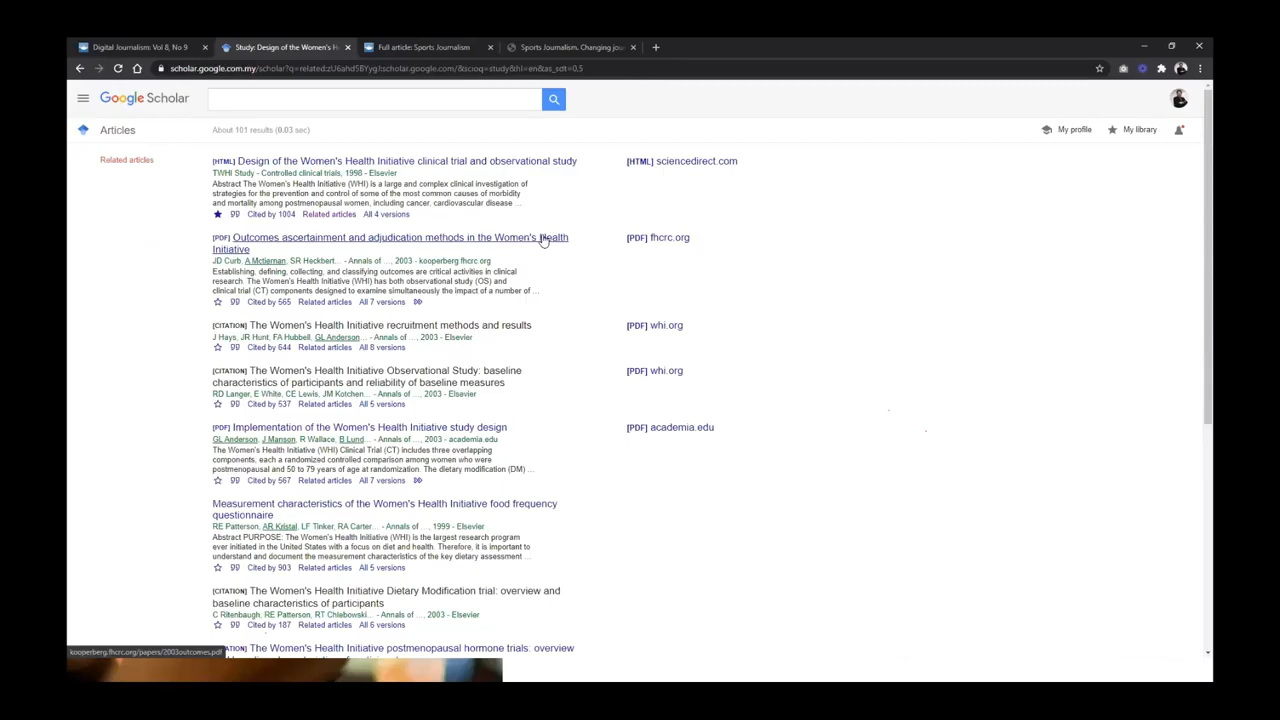 Digital Journalism: Vol 8, No 9
Study: Design of the Women's H
Full article: Sports Journalism
Sports Journalism. Changing jou
scholar.google.com.my/scholar?q=related:zU6ahd5BYygJ:scholar.google.com/&scioq=study&hl=en&as_sdt=0,5
Google Scholar
Articles
About 101 results (0.03 sec)
My profile
My library
Related articles
[HTML] Design of the Women's Health Initiative clinical trial and observational study
[HTML] sciencedirect.com
TWHI Study - Controlled clinical trials, 1998 - Elsevier
Abstract The Women's Health Initiative (WHI) is a large and complex clinical investigation of
strategies for the prevention and control of some of the most common causes of morbidity
and mortality among postmenopausal women, including cancer, cardiovascular disease ...
Cited by 1004 Related articles All 4 versions
[PDF] Outcomes ascertainment and adjudication methods in the Women's Health
Initiative
[PDF] fhcrc.org
JD Curb, A Mctiernan, SR Heckbert... - Annals of ..., 2003 - kooperberg.fhcrc.org
Establishing, defining, collecting, and classifying outcomes are critical activities in clinical
research. The Women's Health Initiative (WHI) has both observational study (OS) and
clinical trial (CT) components designed to examine simultaneously the impact of a number of ...
Cited by 565 Related articles All 7 versions
[CITATION] The Women's Health Initiative recruitment methods and results
[PDF] whi.org
J Hays, JR Hunt, FA Hubbell, GL Anderson... - Annals of ..., 2003 - Elsevier
Cited by 644 Related articles All 8 versions
[CITATION] The Women's Health Initiative Observational Study: baseline
characteristics of participants and reliability of baseline measures
[PDF] whi.org
RD Langer, E White, CE Lewis, JM Kotchen... - Annals of ..., 2003 - Elsevier
Cited by 537 Related articles All 5 versions
[PDF] Implementation of the Women's Health Initiative study design
[PDF] academia.edu
GL Anderson, J Manson, R Wallace, B Lund... - Annals of ..., 2003 - academia.edu
The Women's Health Initiative (WHI) Clinical Trial (CT) includes three overlapping
components, each a randomized controlled comparison among women who were
postmenopausal and 50 to 79 years of age at randomization. The dietary modification (DM) ...
Cited by 567 Related articles All 7 versions
Measurement characteristics of the Women's Health Initiative food frequency
questionnaire
RE Patterson, AR Kristal, LF Tinker, RA Carter... - Annals of ..., 1999 - Elsevier
Abstract PURPOSE: The Women's Health Initiative (WHI) is the largest research program
ever initiated in the United States with a focus on diet and health. Therefore, it is important to
understand and document the measurement characteristics of the key dietary assessment ...
Cited by 903 Related articles All 5 versions
[CITATION] The Women's Health Initiative Dietary Modification trial: overview and
baseline characteristics of participants
C Ritenbaugh, RE Patterson, RT Chlebowski... - Annals of ..., 2003 - Elsevier
Cited by 187 Related articles All 6 versions
The Women's Health Initiative postmenopausal hormone trials: overview
kooperberg.fhcrc.org/papers/2003outcomes.pdf